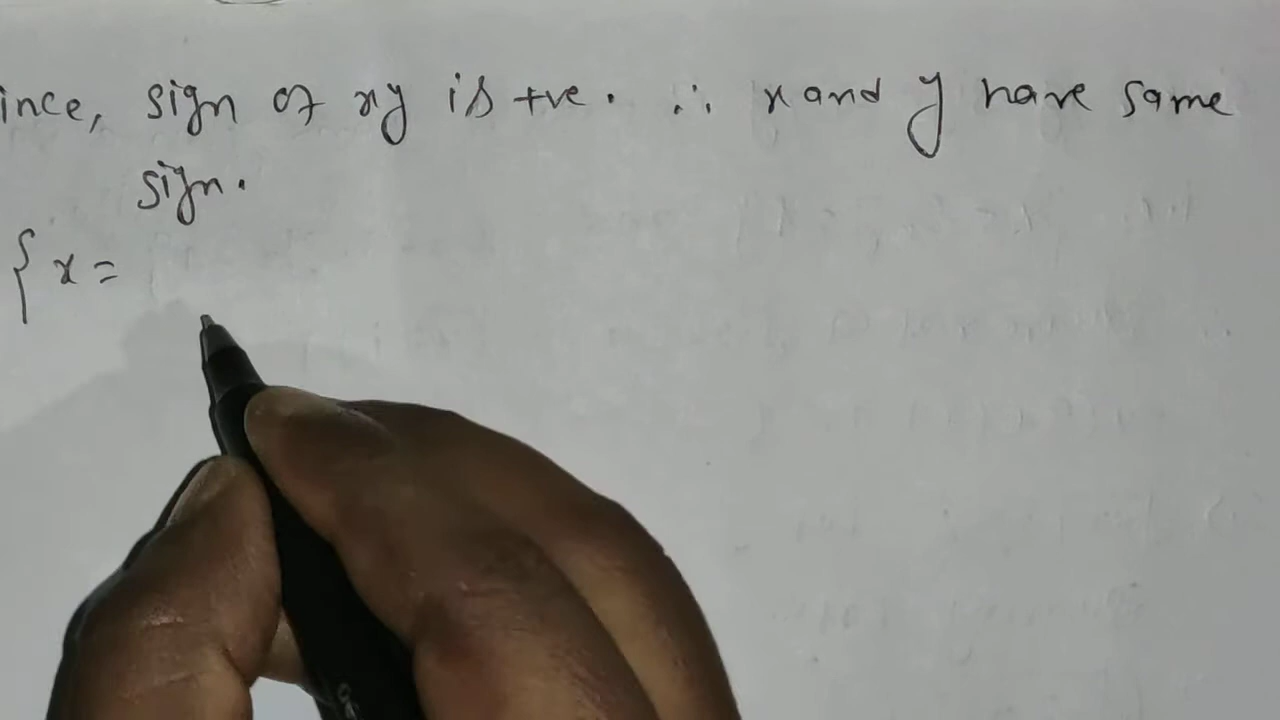 ince, sign of xy is +ve. ∴ x and y have same
sign.
{ x =